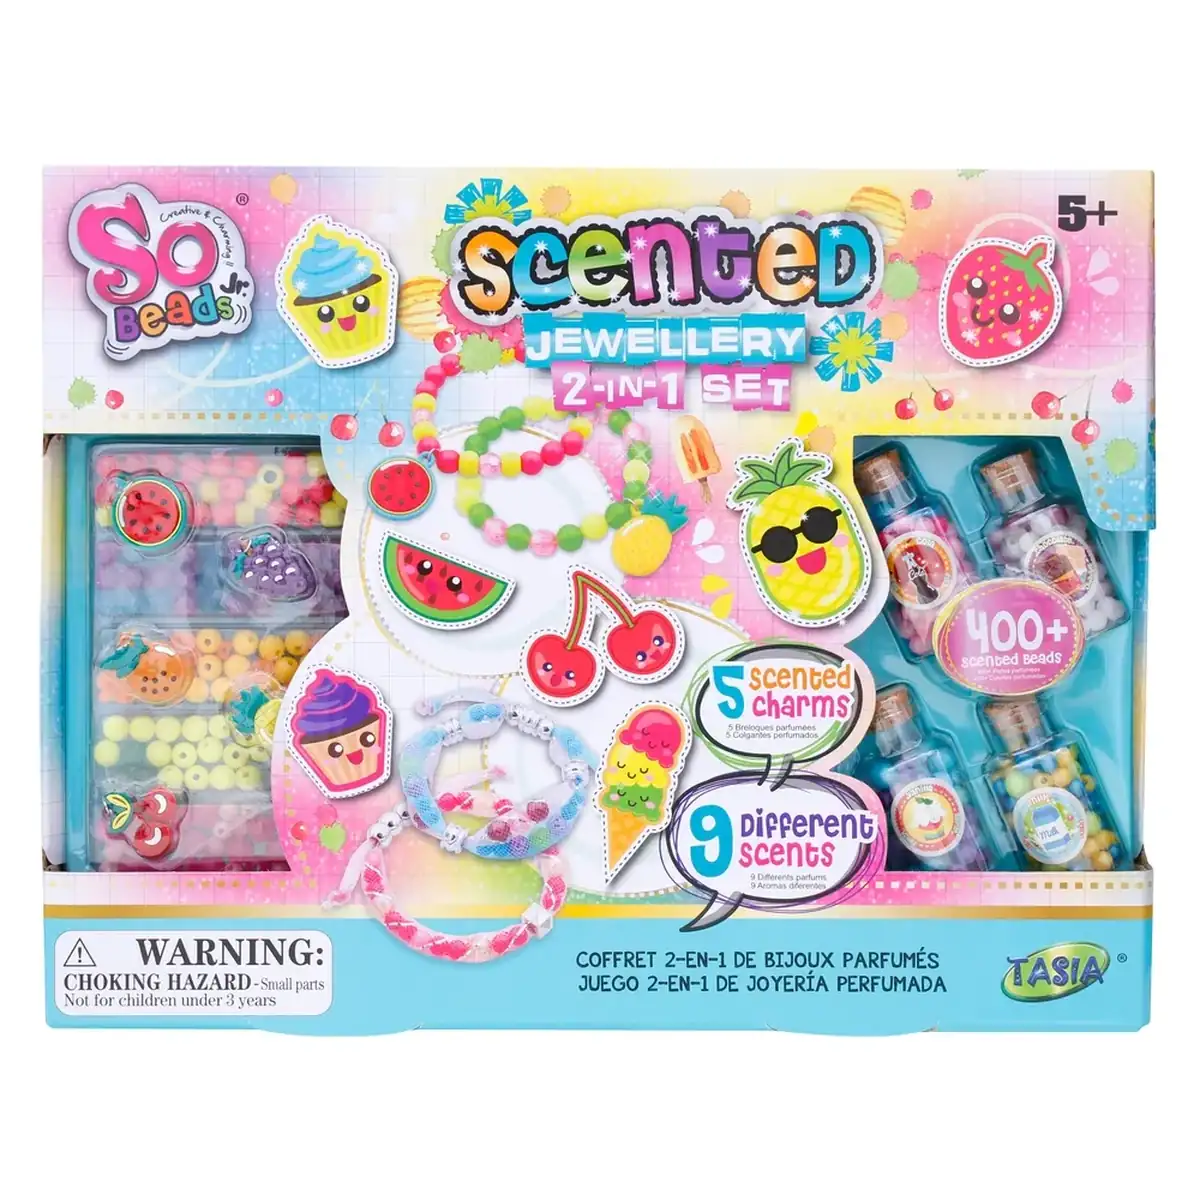 So
Creative & Charming!!
Beads Jr.
®
Scented
JEWELLERY
2-IN-1 SET
5+
400+
Scented Beads
5 scented
charms
5 Breloques parfumées
5 Colgantes perfumados
9 Different
scents
9 Differents parfums
9 Aromas diferentes
Milk
WARNING:
CHOKING HAZARD - Small parts
Not for children under 3 years
COFFRET 2-EN-1 DE BIJOUX PARFUMÉS
JUEGO 2-EN-1 DE JOYERÍA PERFUMADA
TASIA ®